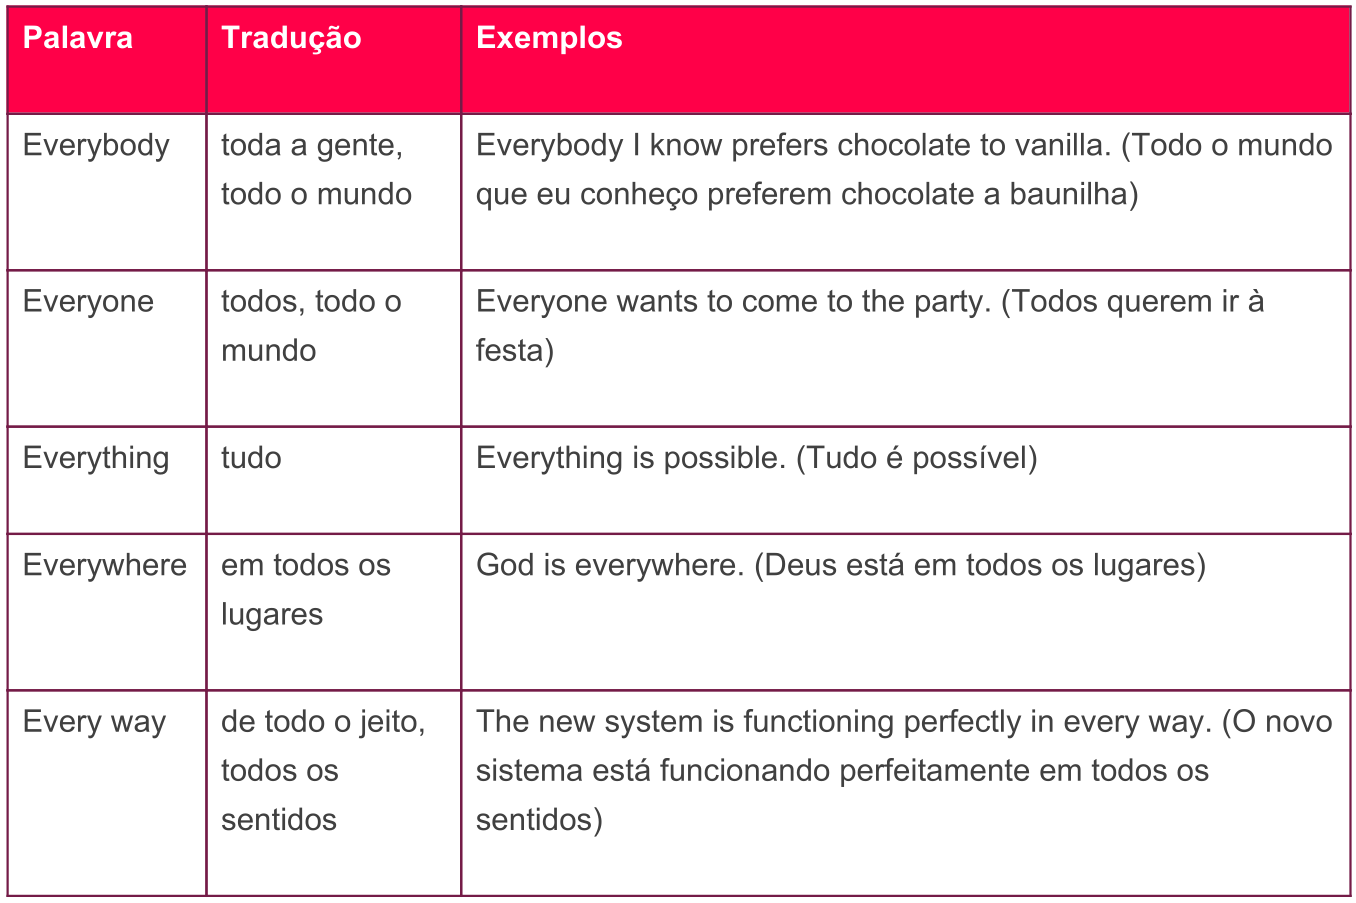 Palavra Tradução Exemplos
Everybody toda a gente, Everybody I know prefers chocolate to vanilla. (Todo o mundo
todo o mundo que eu conheço preferem chocolate a baunilha)
Everyone todos, todo o Everyone wants to come to the party. (Todos querem ir à
mundo festa)
Everything tudo Everything is possible. (Tudo é possível)
Everywhere em todos os God is everywhere. (Deus está em todos os lugares)
lugares
Every way de todo o jeito, The new system is functioning perfectly in every way. (O novo
todos os sistema está funcionando perfeitamente em todos os
sentidos sentidos)